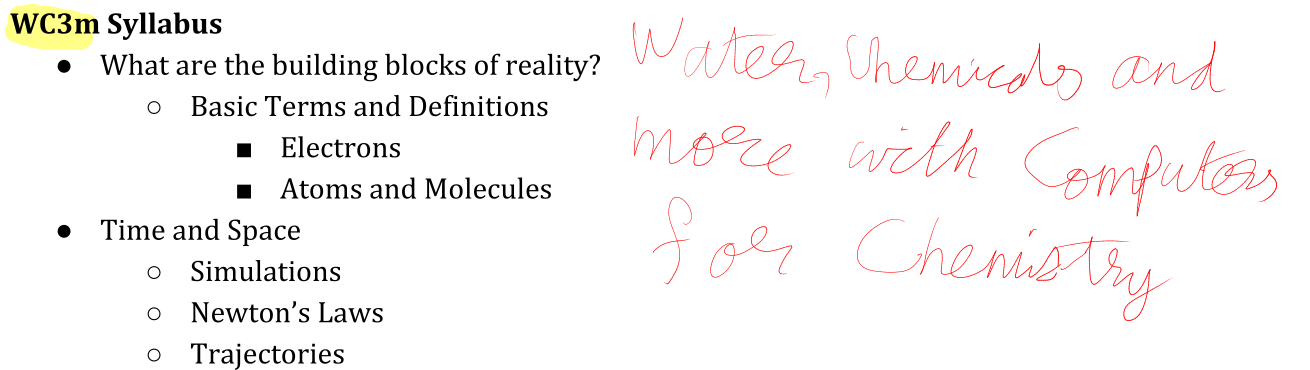 WC3m Syllabus
● What are the building blocks of reality?
○ Basic Terms and Definitions
■ Electrons
■ Atoms and Molecules
● Time and Space
○ Simulations
○ Newton’s Laws
○ Trajectories
Water, Chemicals and
more with Computers
for Chemistry